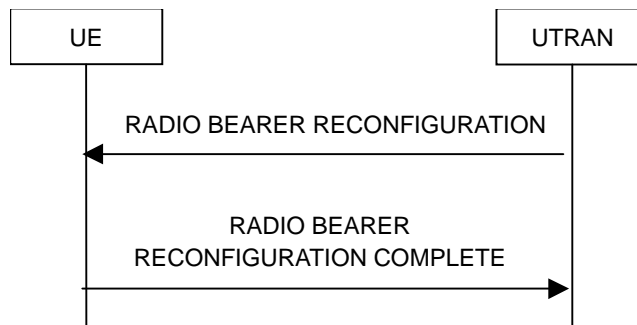 UE
UTRAN
RADIO BEARER RECONFIGURATION
RADIO BEARER
RECONFIGURATION COMPLETE